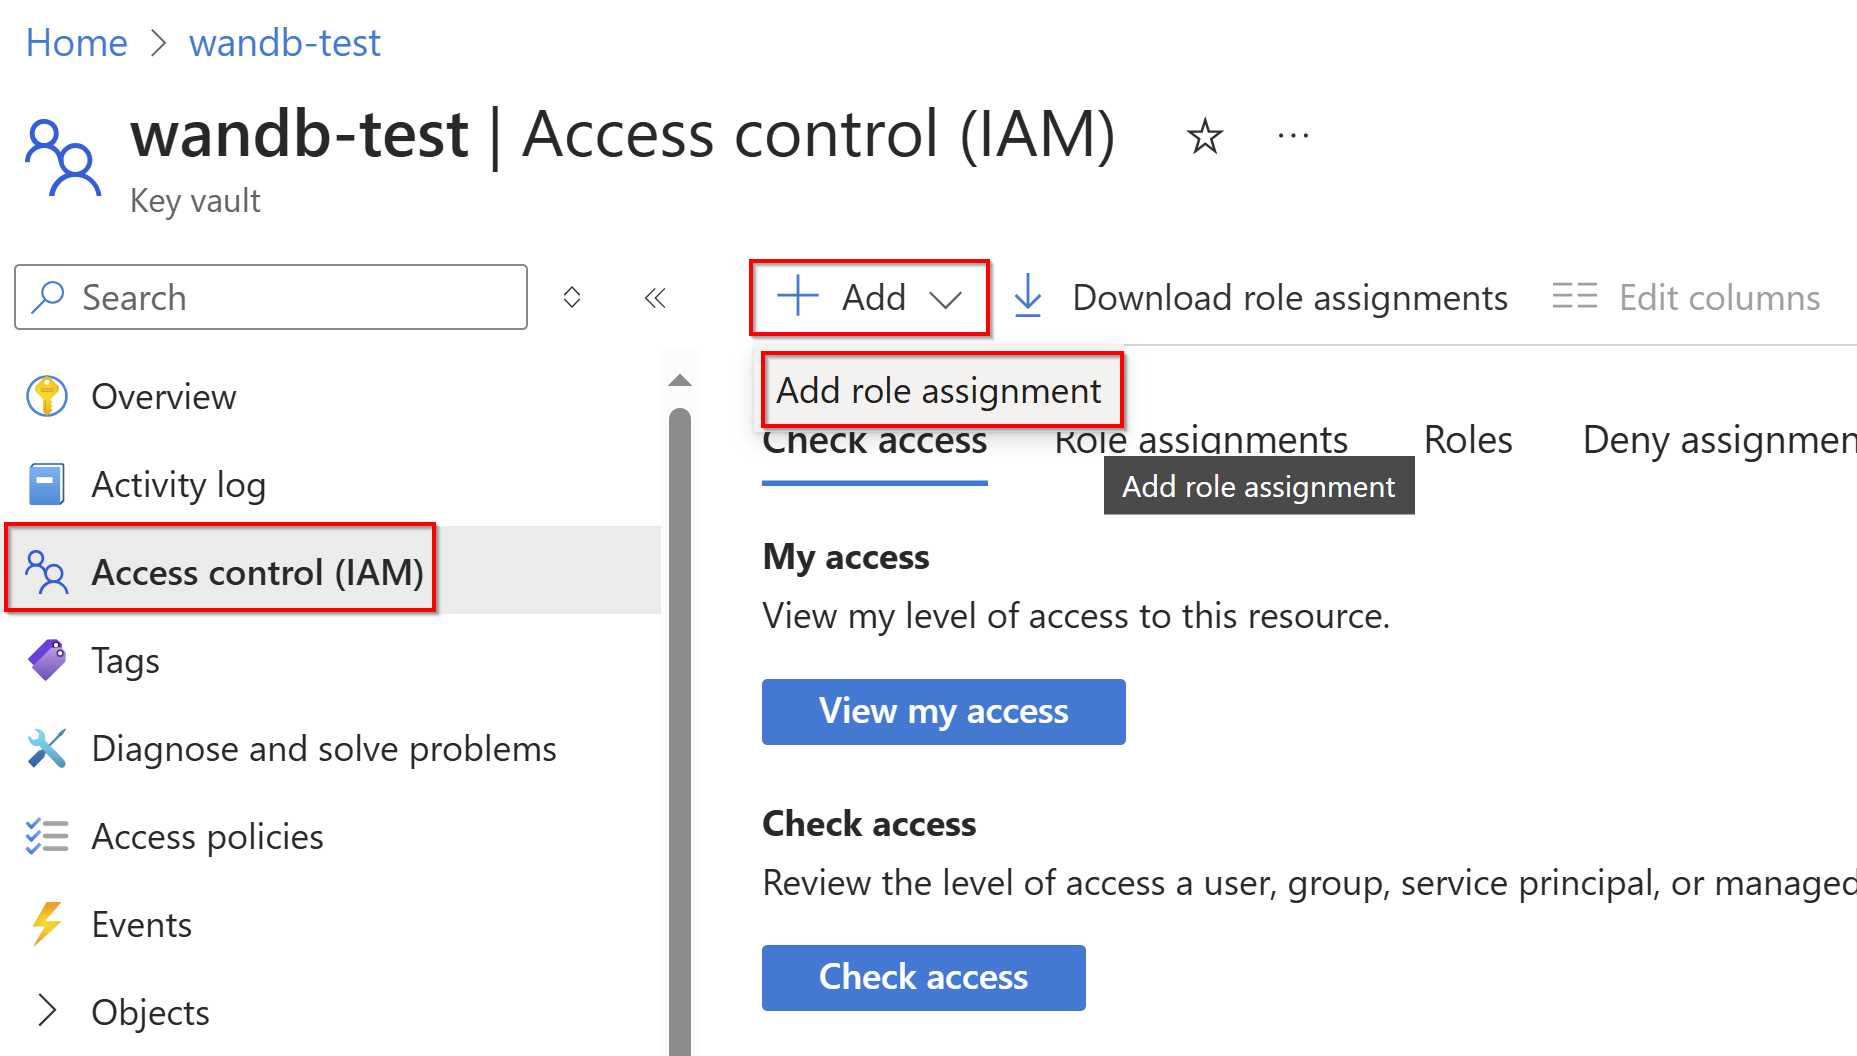 Home > wandb-test
wandb-test | Access control (IAM)
Key vault
Search
Overview
Activity log
Access control (IAM)
Tags
Diagnose and solve problems
Access policies
Events
Objects
Add
Download role assignments
Edit columns
Add role assignment
Check access
Role assignments
Roles
Deny assignmen
Add role assignment
My access
View my level of access to this resource.
View my access
Check access
Review the level of access a user, group, service principal, or managed
Check access